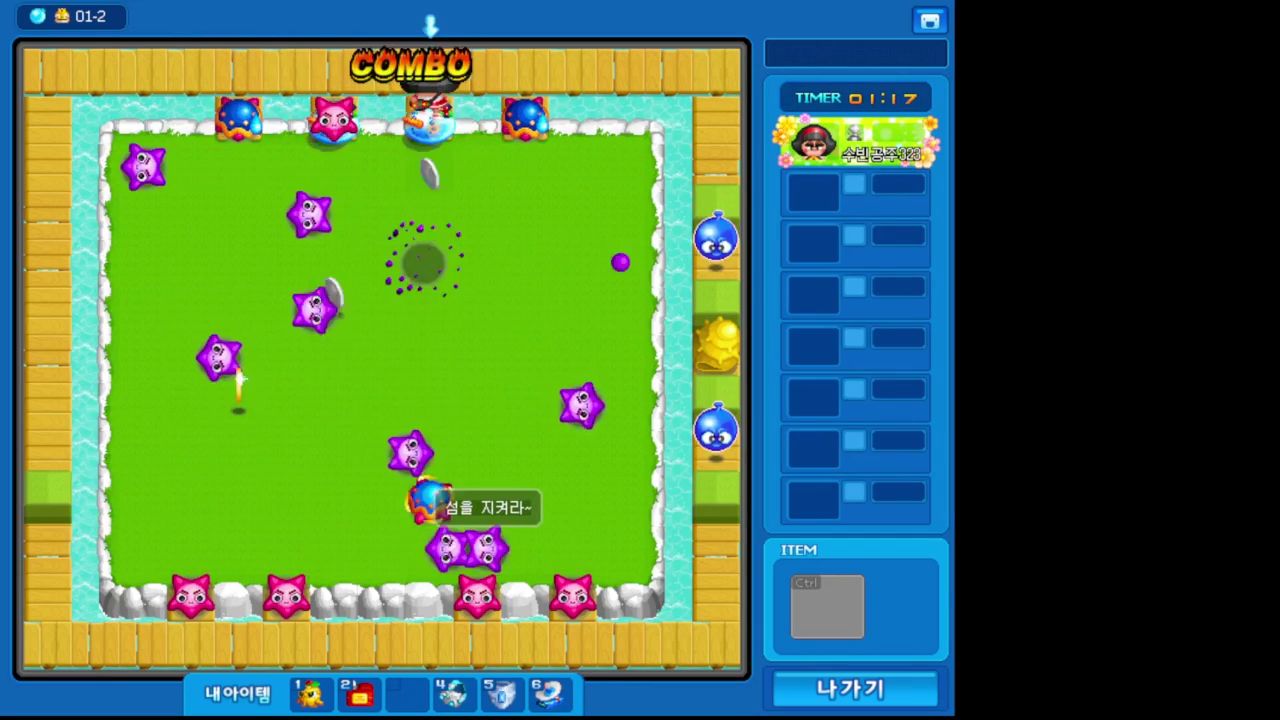 01-2
COMBO
TIMER 01:17
수빈공주323
섬을 지켜라~
ITEM
Ctrl
내아이템
1
2
4
5
6
나가기